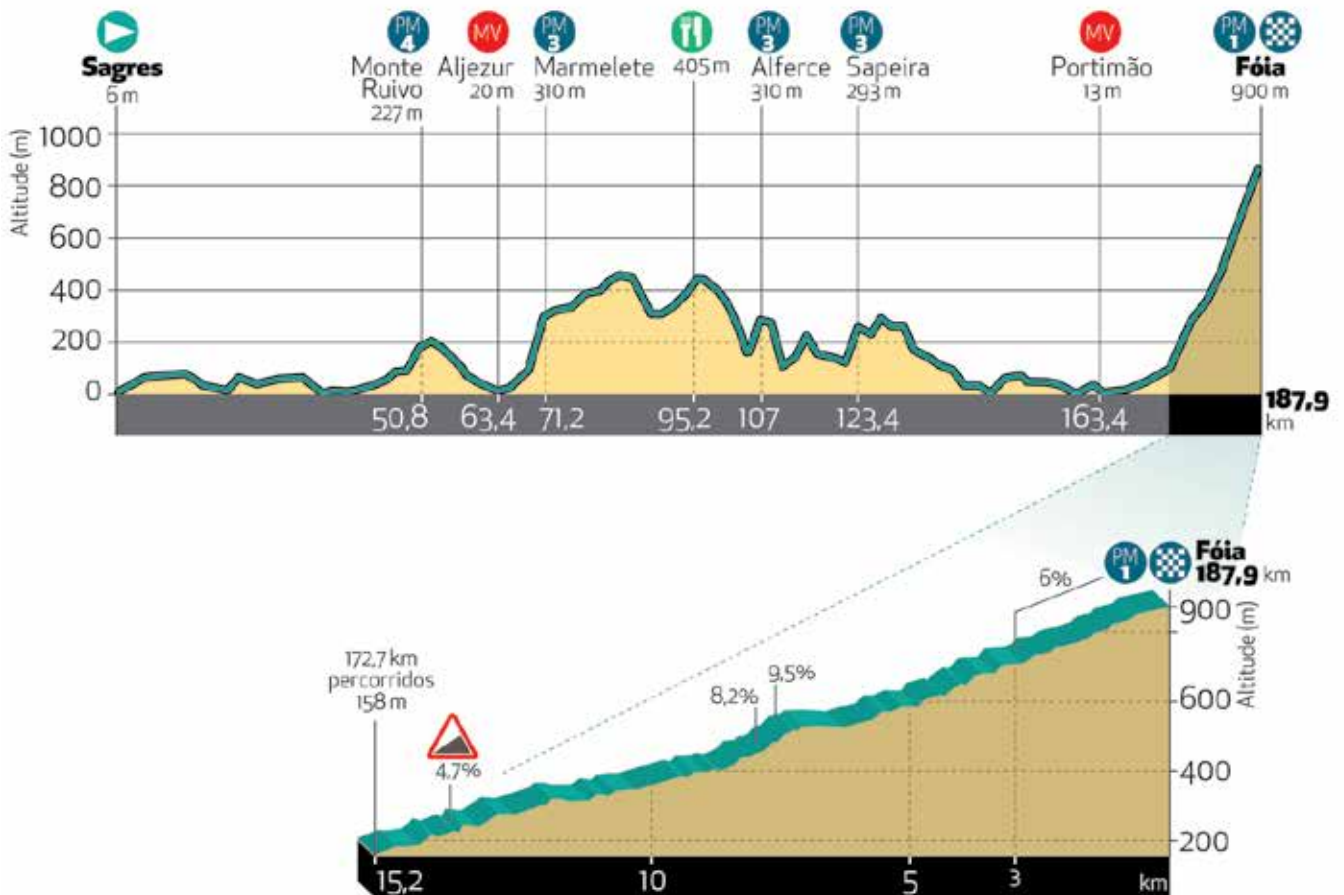 PM
4
MV
PM
3
PM
3
PM
3
MV
PM
1
Sagres
6 m
Monte
Ruivo
227 m
Aljezur
20 m
Marmelete
310 m
405 m
Alferce
310 m
Sapeira
293 m
Portimão
13 m
Fóia
900 m
Altitude (m)
1000
800
600
400
200
0
50,8
63,4
71,2
95,2
107
123,4
163,4
187,9
km
PM
1
Fóia
187,9 km
6%
9,5%
8,2%
172,7 km
percorridos
158 m
4,7%
900
600
400
200
Altitude (m)
15,2
10
5
3
km